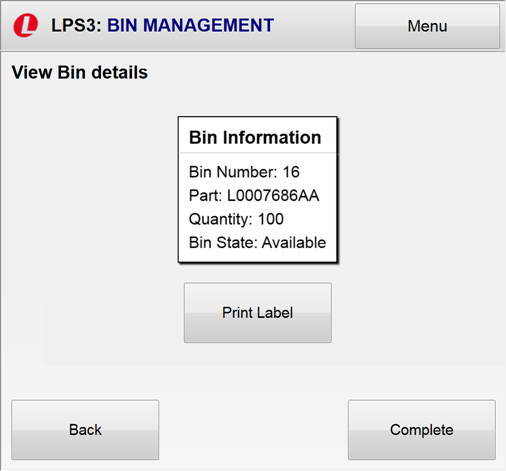 LPS3: BIN MANAGEMENT
Menu
View Bin details
Bin Information
Bin Number: 16
Part: L0007686AA
Quantity: 100
Bin State: Available
Print Label
Back
Complete